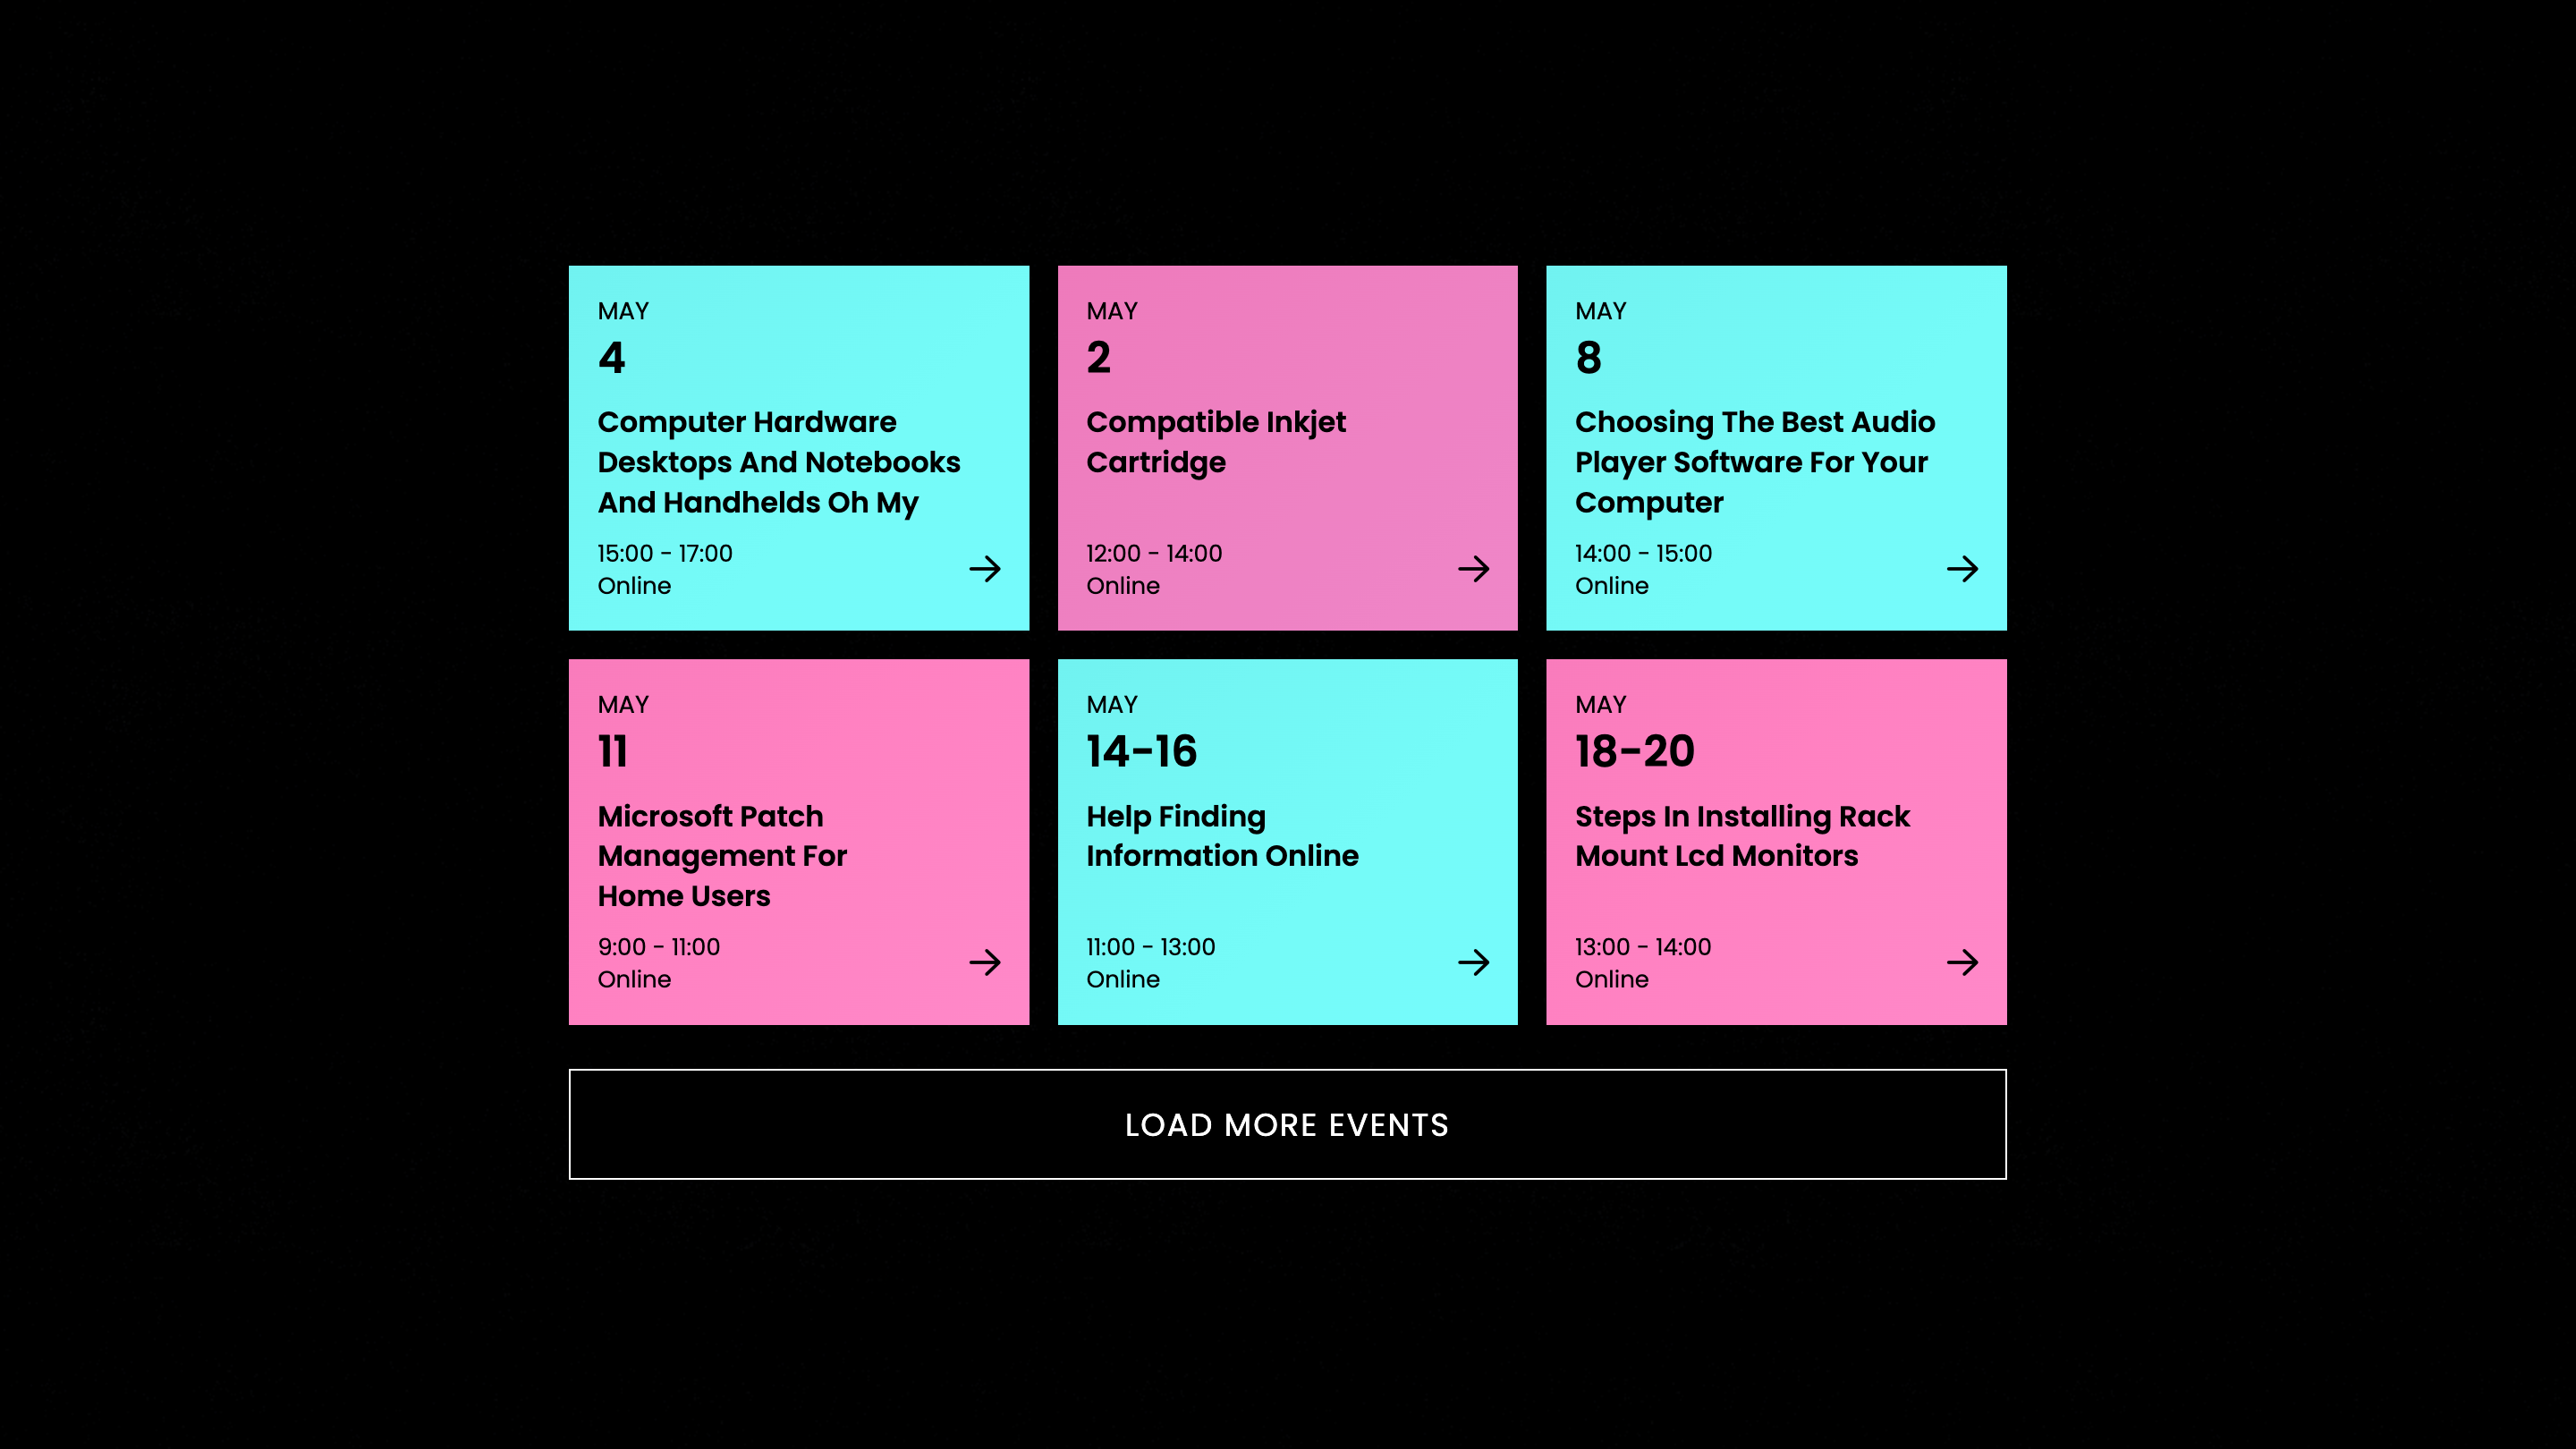 MAY
4
Computer Hardware
Desktops And Notebooks
And Handhelds Oh My
15:00 - 17:00
Online
MAY
2
Compatible Inkjet
Cartridge
12:00 - 14:00
Online
MAY
8
Choosing The Best Audio
Player Software For Your
Computer
14:00 - 15:00
Online
MAY
11
Microsoft Patch
Management For
Home Users
9:00 - 11:00
Online
MAY
14-16
Help Finding
Information Online
11:00 - 13:00
Online
MAY
18-20
Steps In Installing Rack
Mount Lcd Monitors
13:00 - 14:00
Online
LOAD MORE EVENTS